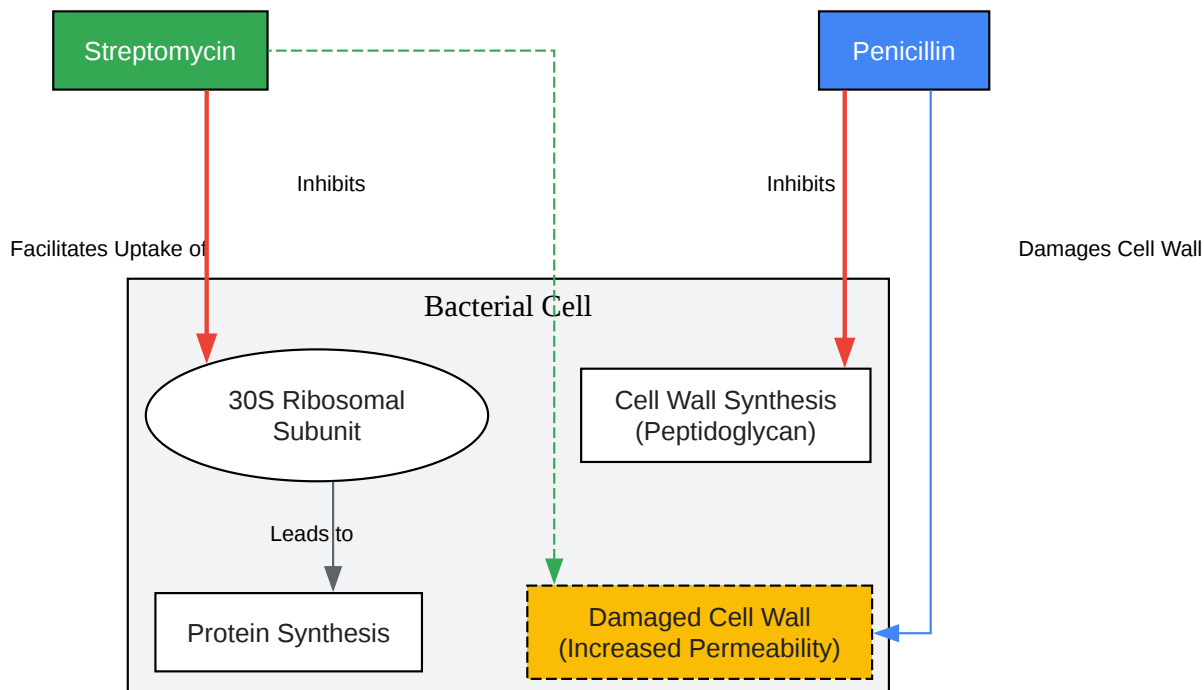 Streptomycin
Penicillin
Inhibits
Inhibits
Facilitates Uptake of
Damages Cell Wall
Bacterial Cell
30S Ribosomal
Subunit
Cell Wall Synthesis
(Peptidoglycan)
Leads to
Protein Synthesis
Damaged Cell Wall
(Increased Permeability)